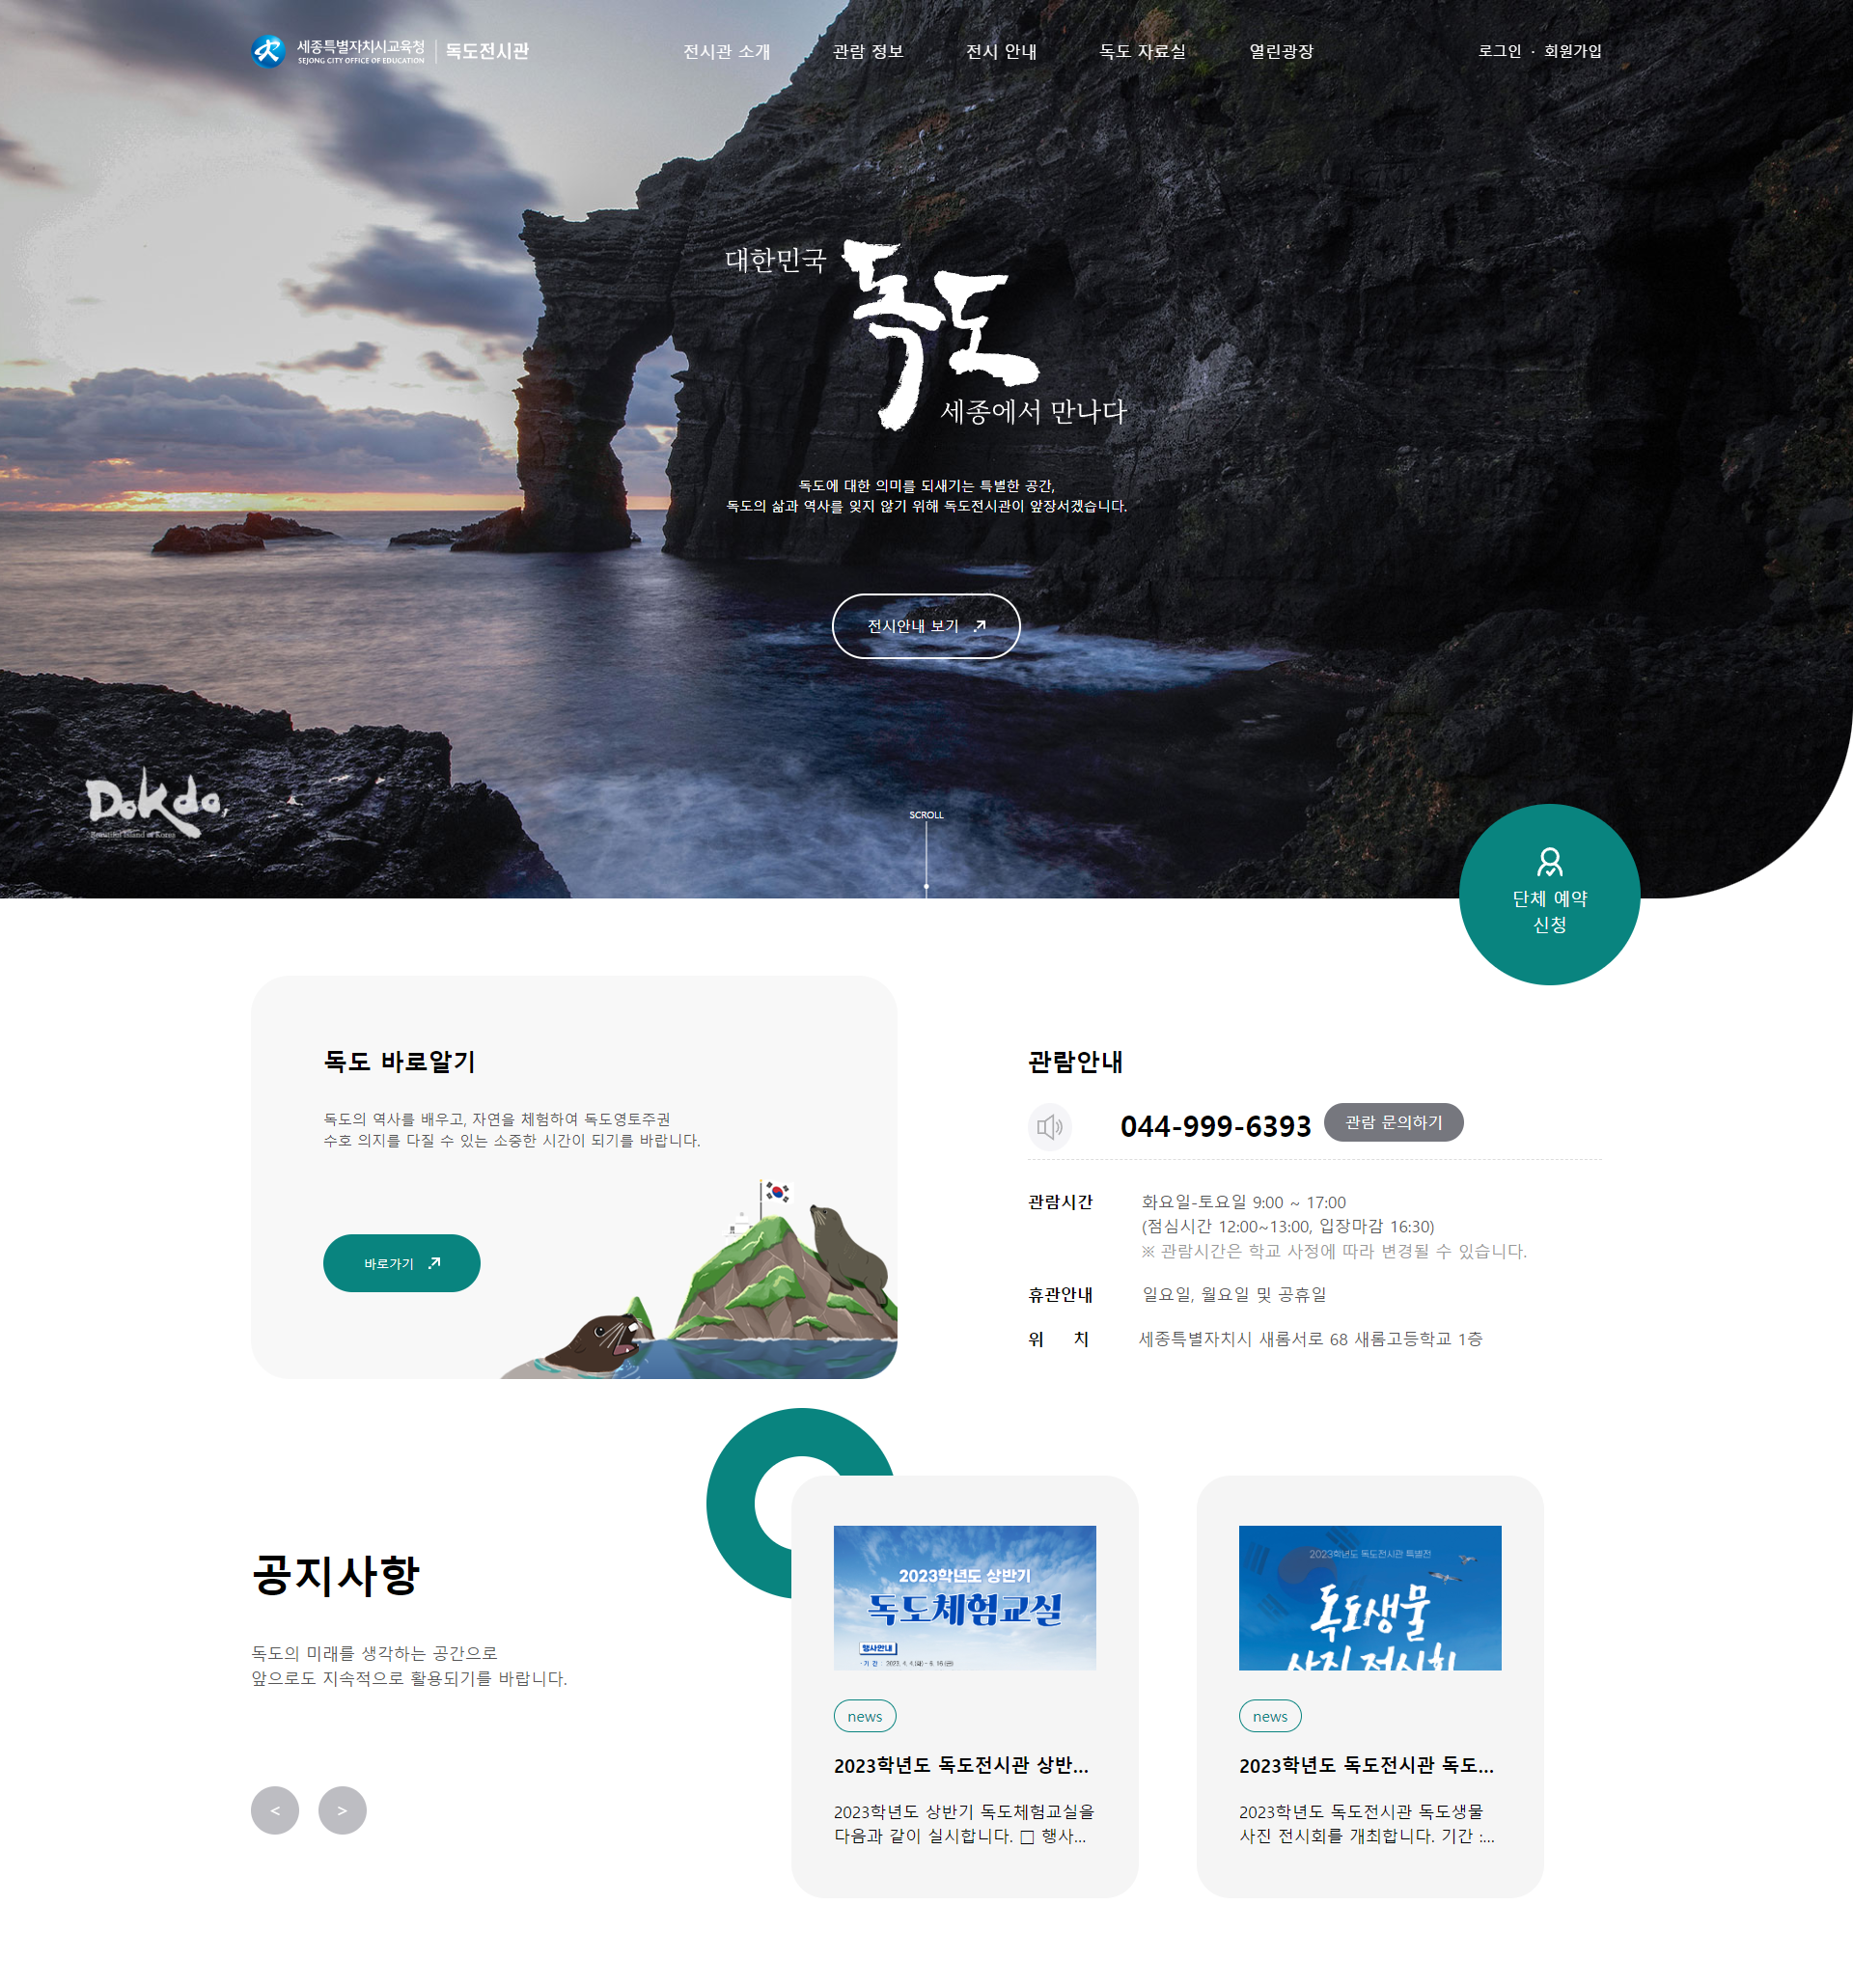 세종특별자치시교육청
SEJONG CITY OFFICE OF EDUCATION
독도전시관
전시관 소개
관람 정보
전시 안내
독도 자료실
열린광장
로그인 · 회원가입
대한민국
독도
세종에서 만나다
독도에 대한 의미를 되새기는 특별한 공간,
독도의 삶과 역사를 잊지 않기 위해 독도전시관이 앞장서겠습니다.
전시안내 보기
Dokdo,
Beautiful Island of Korea
SCROLL
단체 예약
신청
독도 바로알기
독도의 역사를 배우고, 자연을 체험하여 독도영토주권
수호 의지를 다질 수 있는 소중한 시간이 되기를 바랍니다.
바로가기
관람안내
044-999-6393
관람 문의하기
관람시간 화요일-토요일 9:00 ~ 17:00
(점심시간 12:00~13:00, 입장마감 16:30)
※ 관람시간은 학교 사정에 따라 변경될 수 있습니다.
휴관안내 일요일, 월요일 및 공휴일
위 치 세종특별자치시 새롬서로 68 새롬고등학교 1층
공지사항
독도의 미래를 생각하는 공간으로
앞으로도 지속적으로 활용되기를 바랍니다.
< >
2023학년도 상반기
독도체험교실
행사안내
· 기 간 : 2023. 4. 4.(화) ~ 6. 16.(금)
news
2023학년도 독도전시관 상반...
2023학년도 상반기 독도체험교실을
다음과 같이 실시합니다. □ 행사...
2023학년도 독도전시관 특별전
독도생물
사진 전시회
news
2023학년도 독도전시관 독도...
2023학년도 독도전시관 독도생물
사진 전시회를 개최합니다. 기간 :...